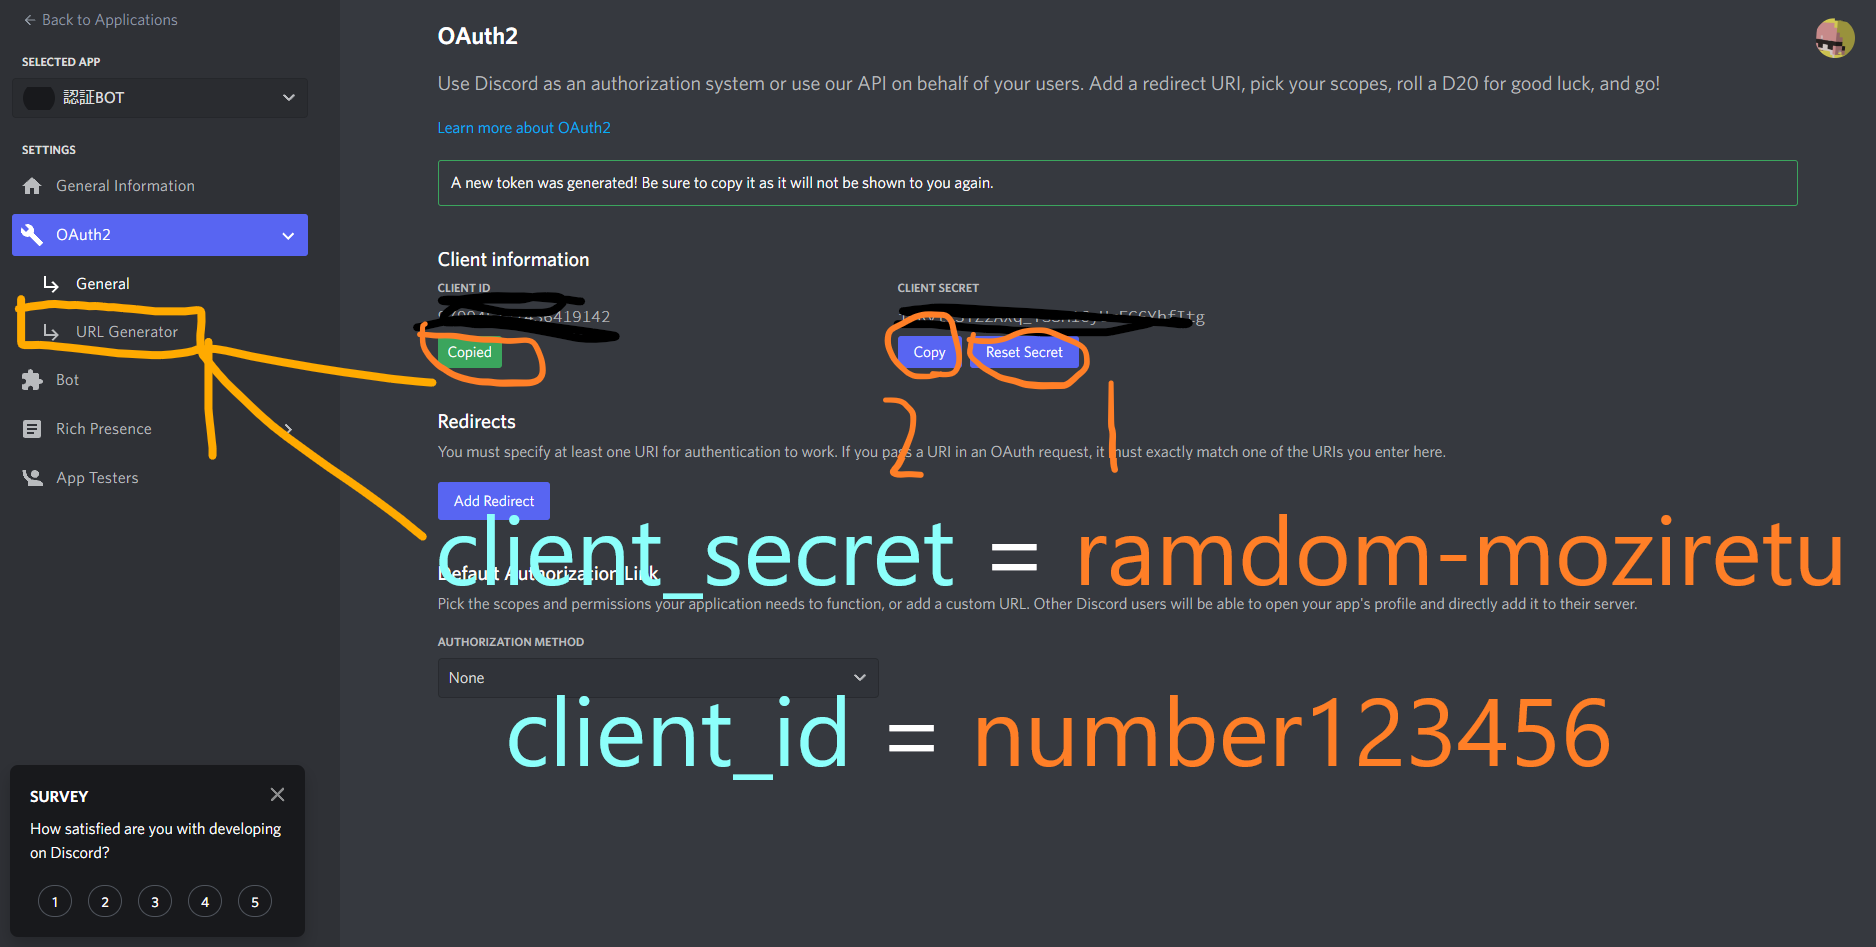 Back to Applications
SELECTED APP
認証BOT
SETTINGS
General Information
OAuth2
General
URL Generator
Bot
Rich Presence
App Testers
SURVEY
How satisfied are you with developing
on Discord?
1 2 3 4 5
OAuth2
Use Discord as an authorization system or use our API on behalf of your users. Add a redirect URI, pick your scopes, roll a D20 for good luck, and go!
Learn more about OAuth2
A new token was generated! Be sure to copy it as it will not be shown to you again.
Client information
CLIENT ID
CLIENT SECRET
Copied
Copy
Reset Secret
2
1
Redirects
You must specify at least one URI for authentication to work. If you pass a URI in an OAuth request, it must exactly match one of the URIs you enter here.
Add Redirect
client_secret = ramdom-moziretu
Default Authorization Link
Pick the scopes and permissions your application needs to function, or add a custom URL. Other Discord users will be able to open your app's profile and directly add it to their server.
AUTHORIZATION METHOD
None
client_id = number123456